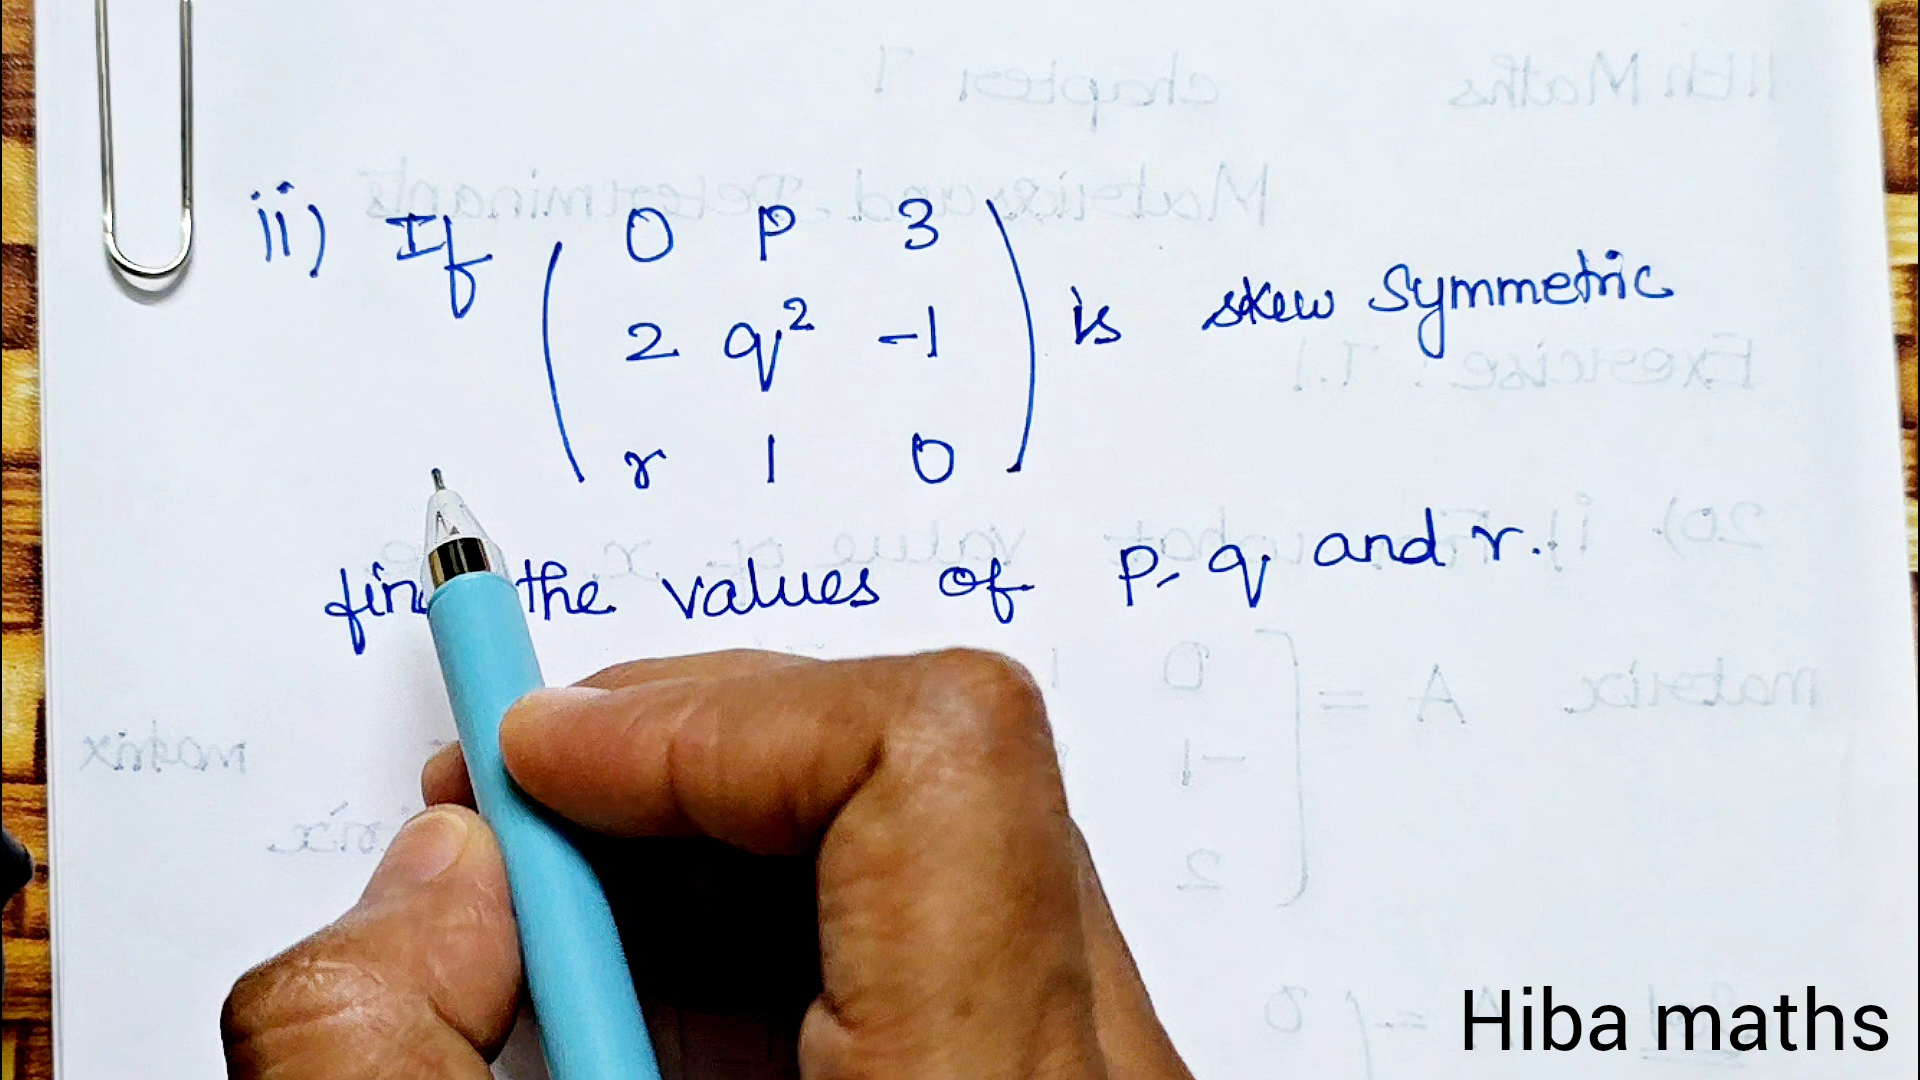 ii) If ( 0 p 3
2 q² -1
r 1 0 ) is skew symmetric
find the values of p, q and r.
Hiba maths